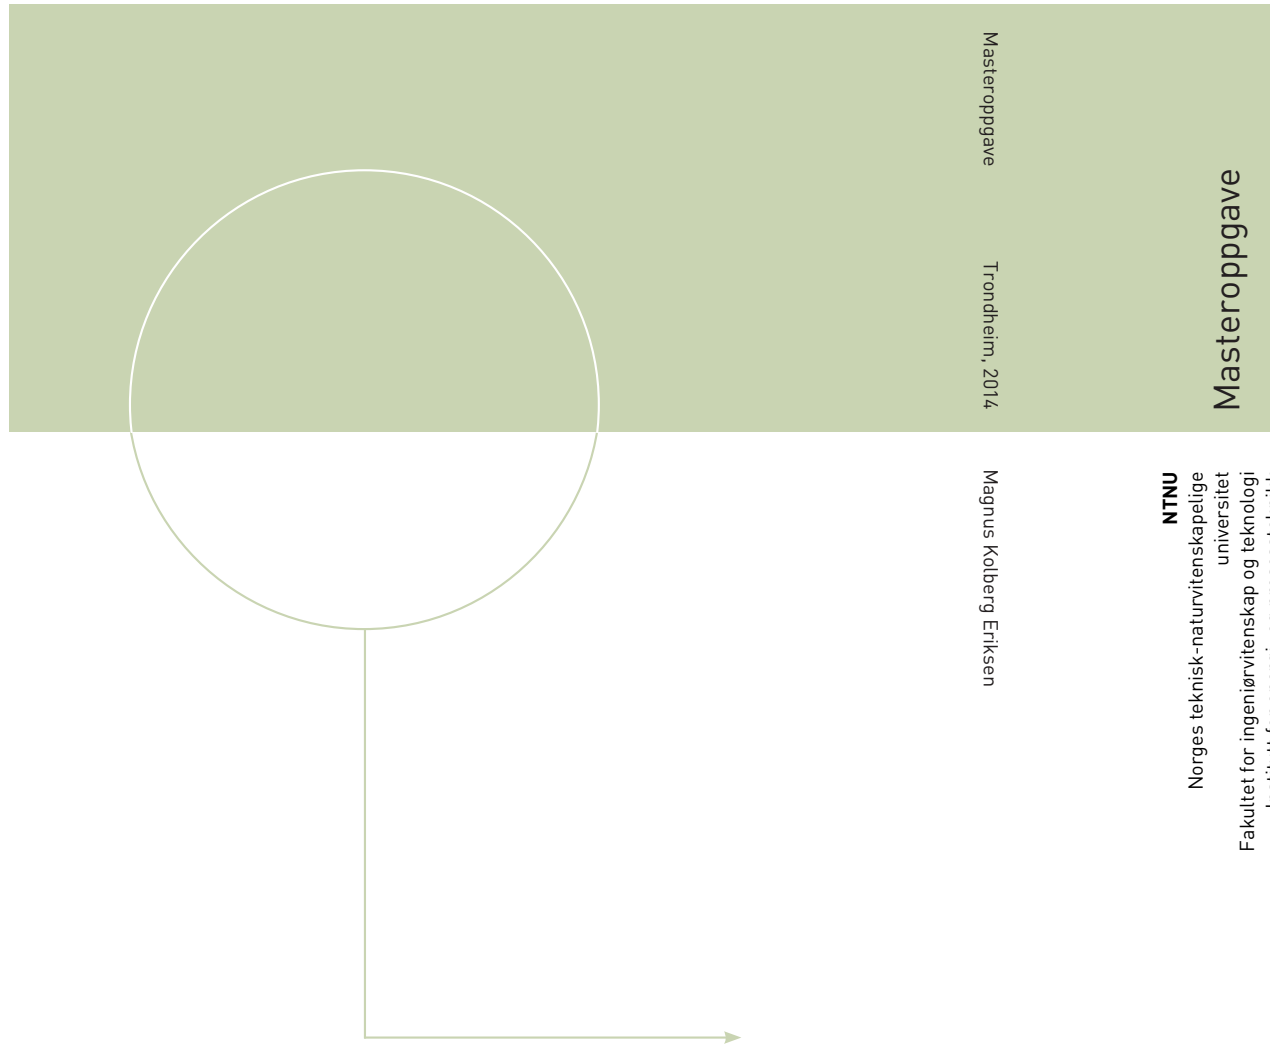 Masteroppgave
Trondheim, 2014
Magnus Kolberg Eriksen
Masteroppgave
NTNU
Norges teknisk-naturvitenskapelige
universitet
Fakultet for ingeniørvitenskap og teknologi